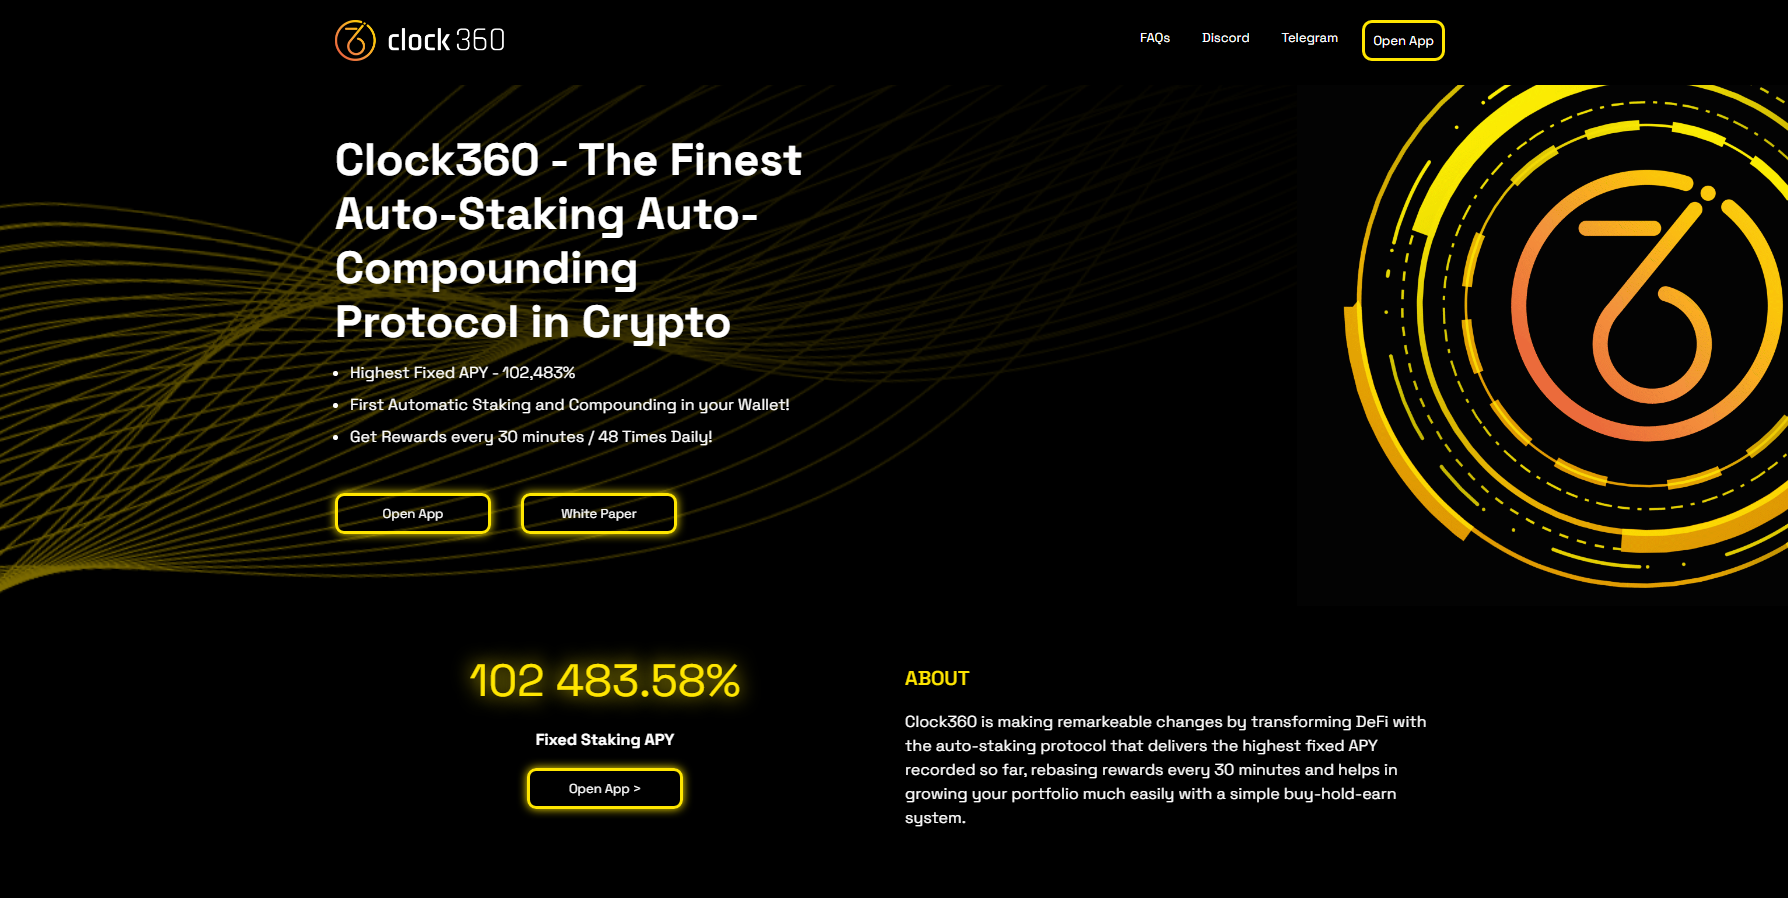 clock 360
FAQs
Discord
Telegram
Open App
Clock360 - The Finest
Auto-Staking Auto-
Compounding
Protocol in Crypto
• Highest Fixed APY - 102,483%
• First Automatic Staking and Compounding in your Wallet!
• Get Rewards every 30 minutes / 48 Times Daily!
Open App
White Paper
102 483.58%
Fixed Staking APY
Open App >
ABOUT
Clock360 is making remarkeable changes by transforming DeFi with
the auto-staking protocol that delivers the highest fixed APY
recorded so far, rebasing rewards every 30 minutes and helps in
growing your portfolio much easily with a simple buy-hold-earn
system.